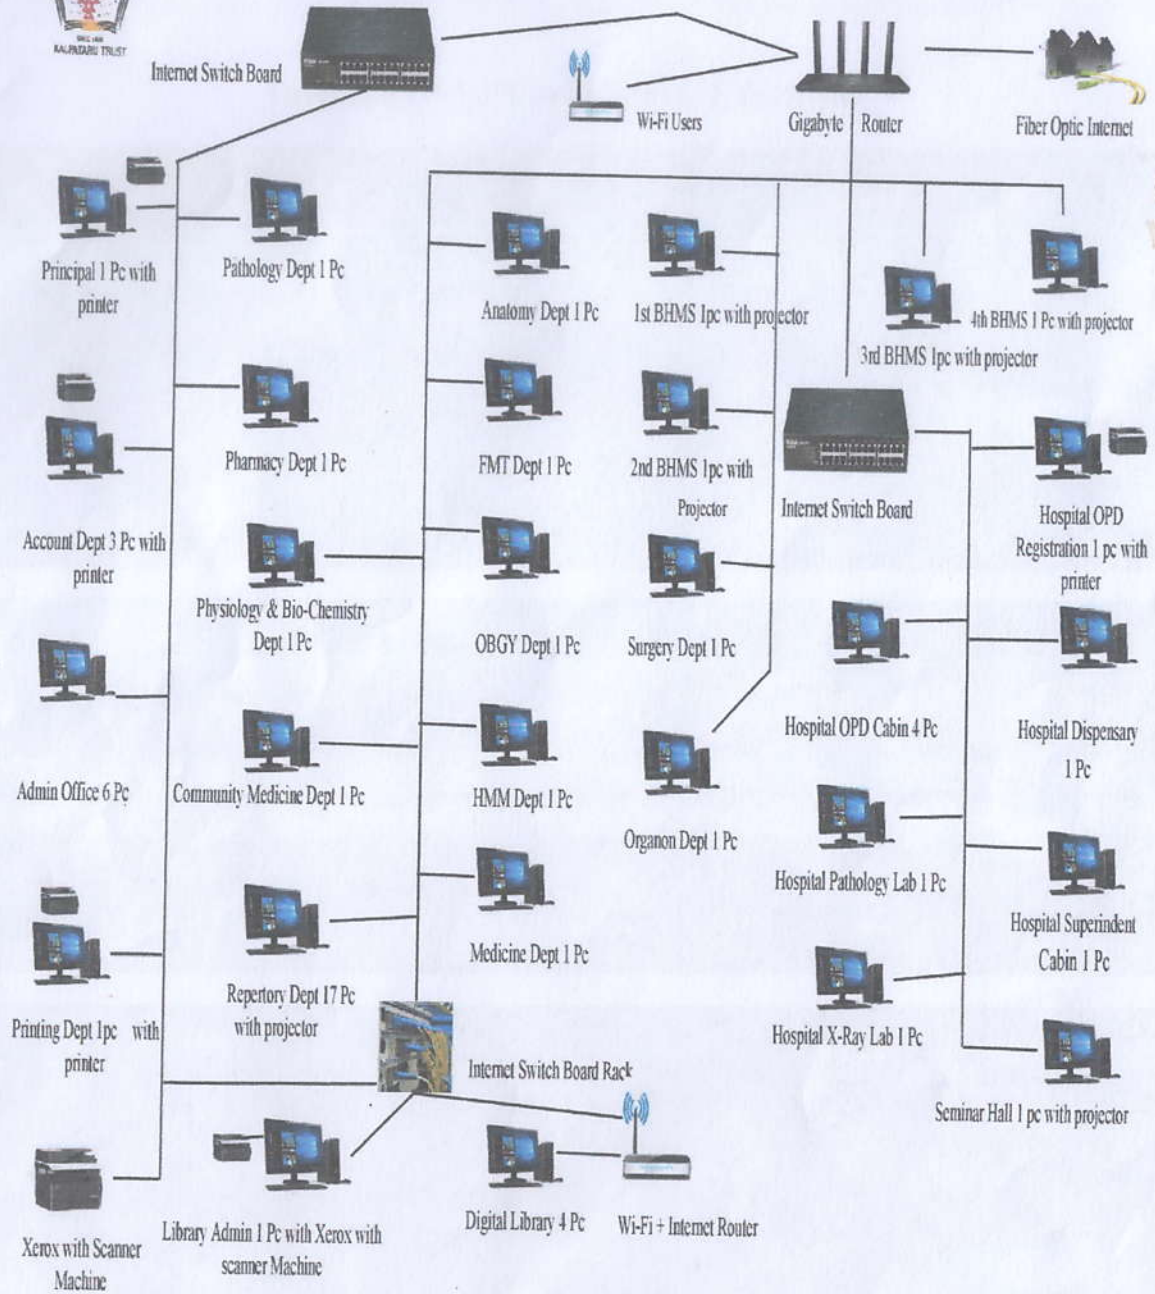 KALPATARU TRUST
Internet Switch Board
Wi-Fi Users
Gigabyte Router
Fiber Optic Internet
Principal 1 Pc with
printer
Pathology Dept 1 Pc
Anatomy Dept 1 Pc
1st BHMS 1pc with projector
3rd BHMS 1pc with projector
4th BHMS 1 Pc with projector
Account Dept 3 Pc with
printer
Pharmacy Dept 1 Pc
FMT Dept 1 Pc
2nd BHMS 1pc with
Projector
Internet Switch Board
Hospital OPD
Registration 1 pc with
printer
Physiology & Bio-Chemistry
Dept 1 Pc
OBGY Dept 1 Pc
Surgery Dept 1 Pc
Hospital OPD Cabin 4 Pc
Hospital Dispensary
1 Pc
Admin Office 6 Pc
Community Medicine Dept 1 Pc
HMM Dept 1 Pc
Organon Dept 1 Pc
Hospital Pathology Lab 1 Pc
Hospital Superindent
Cabin 1 Pc
Printing Dept 1pc with
printer
Repertory Dept 17 Pc
with projector
Medicine Dept 1 Pc
Hospital X-Ray Lab 1 Pc
Internet Switch Board Rack
Seminar Hall 1 pc with projector
Xerox with Scanner
Machine
Library Admin 1 Pc with Xerox with
scanner Machine
Digital Library 4 Pc
Wi-Fi + Internet Router